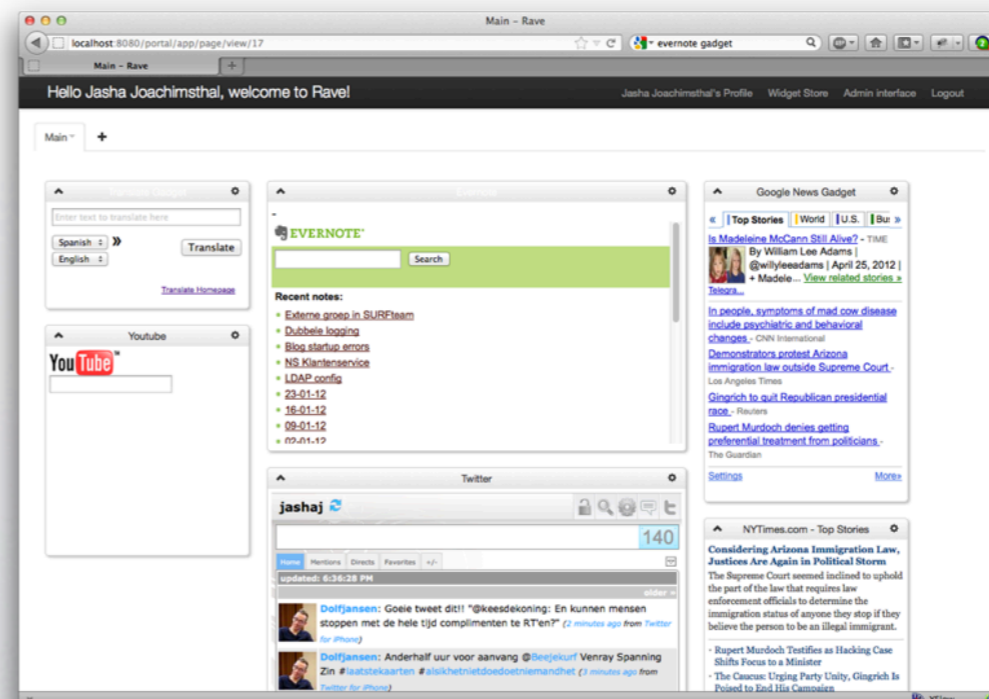 Main – Rave
localhost:8080/portal/app/page/view/17
evernote gadget
Main – Rave
Hello Jasha Joachimsthal, welcome to Rave!
Jasha Joachimsthal's Profile Widget Store Admin interface Logout
Main
Translate Gadget
Enter text to translate here
Spanish
»
English
Translate
Translate Homepage
Youtube
You Tube™
Evernote
-
EVERNOTE
Search
Recent notes:
Externe groep in SURFteam
Dubbele logging
Blog startup errors
NS Klantenservice
LDAP config
23-01-12
16-01-12
09-01-12
02-01-12
Twitter
jashaj
140
Home Mentions Directs Favorites +/-
updated: 6:36:28 PM
older »
Dolfjansen: Goeie tweet dit!! "@keesdekoning: En kunnen mensen
stoppen met de hele tijd complimenten te RT'en?" (2 minutes ago from Twitter
for iPhone)
Dolfjansen: Anderhalf uur voor aanvang @Beejekurf Venray Spanning
Zin #laatstekaarten #alsikhetnietdoedoetniemandhet (3 minutes ago from
Twitter for iPhone)
Google News Gadget
« Top Stories World U.S. Bus »
Is Madeleine McCann Still Alive? - TIME
By William Lee Adams |
@willyleeadams | April 25, 2012 |
+ Madele... View related stories »
Telegra...
In people, symptoms of mad cow disease
include psychiatric and behavioral
changes - CNN International
Demonstrators protest Arizona
immigration law outside Supreme Court -
Los Angeles Times
Gingrich to quit Republican presidential
race - Reuters
Rupert Murdoch denies getting
preferential treatment from politicians -
The Guardian
Settings More»
NYTimes.com - Top Stories
Considering Arizona Immigration Law,
Justices Are Again in Political Storm
The Supreme Court seemed inclined to uphold
the part of the law that requires law
enforcement officials to determine the
immigration status of anyone they stop if they
believe the person to be an illegal immigrant.
- Rupert Murdoch Testifies as Hacking Case
Shifts Focus to a Minister
- The Caucus: Urging Party Unity, Gingrich Is
Poised to End His Campaign
YSlow